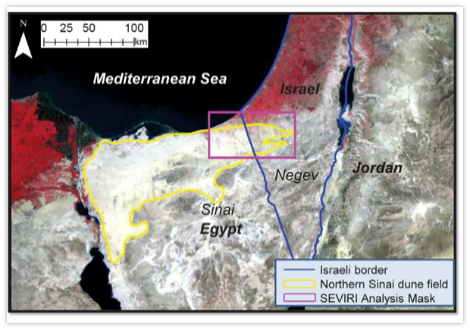 N
0 25 50 75 100
km
Mediterranean Sea
Israel
Jordan
Negev
Sinai
Egypt
Israeli border
Northern Sinai dune field
SEVIRI Analysis Mask